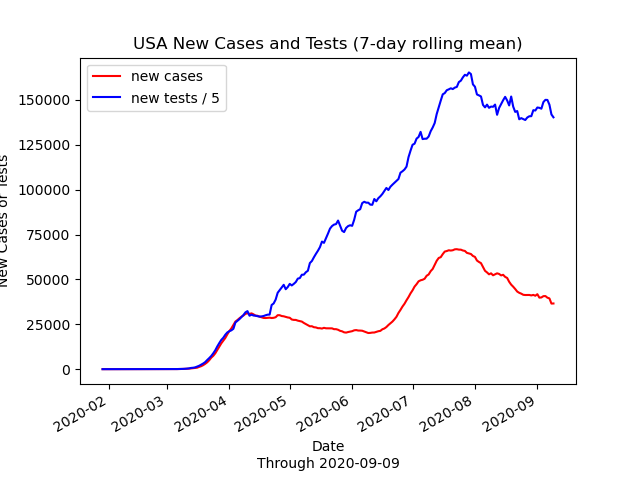 USA New Cases and Tests (7-day rolling mean)
new cases
new tests / 5
New Cases or Tests
150000
125000
100000
75000
50000
25000
0
2020-02
2020-03
2020-04
2020-05
2020-06
2020-07
2020-08
2020-09
Date
Through 2020-09-09